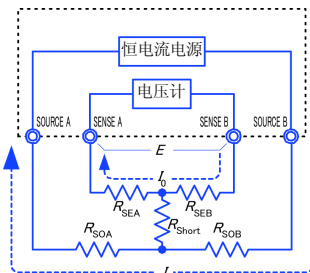 恒电流电源
电压计
SOURCE A SENSE A SENSE B SOURCE B
E
I0
RSEA RSEB
RShort
RSOA RSOB
I